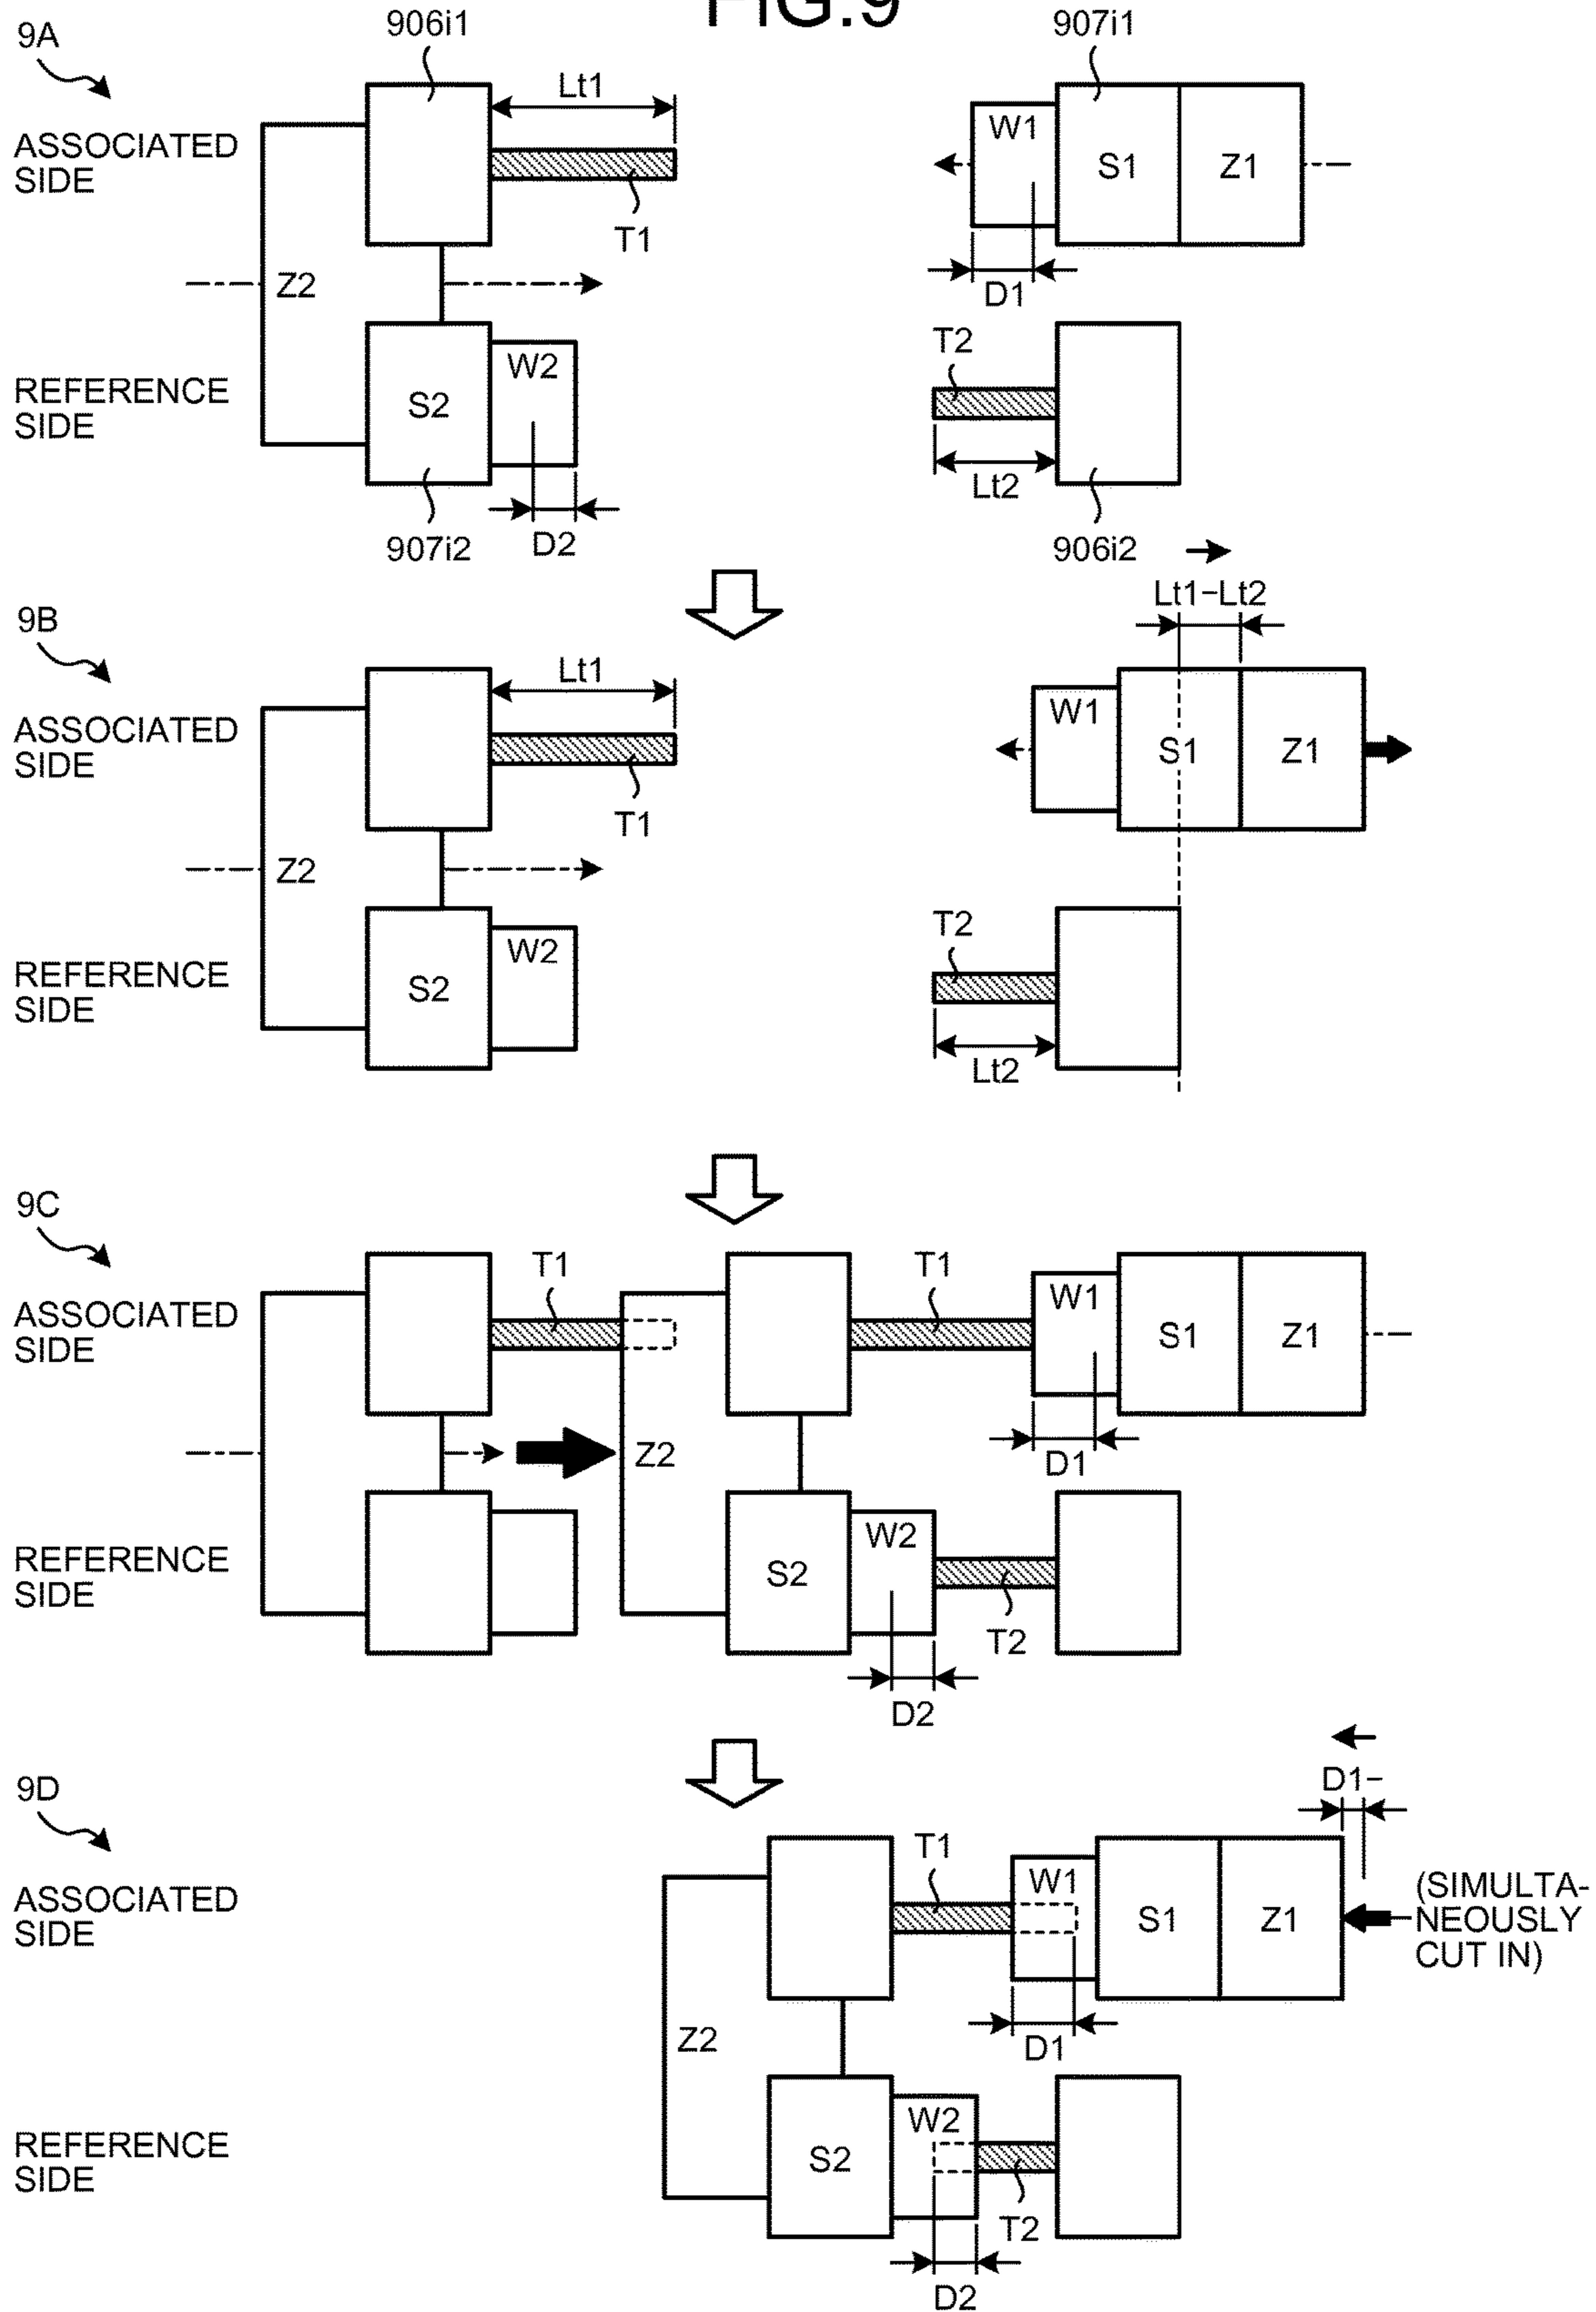 FIG.9
9A
906i1
907i1
Lt1
ASSOCIATED
SIDE
W1
S1
Z1
T1
Z2
D1
T2
W2
REFERENCE
SIDE
S2
Lt2
907i2
D2
906i2
9B
Lt1−Lt2
Lt1
ASSOCIATED
SIDE
W1
S1
Z1
T1
Z2
T2
W2
REFERENCE
SIDE
S2
Lt2
9C
T1
T1
ASSOCIATED
SIDE
W1
S1
Z1
Z2
D1
W2
REFERENCE
SIDE
S2
T2
D2
9D
D1−
T1
ASSOCIATED
SIDE
W1
S1
Z1
(SIMULTA-
NEOUSLY
CUT IN)
Z2
D1
W2
REFERENCE
SIDE
S2
T2
D2